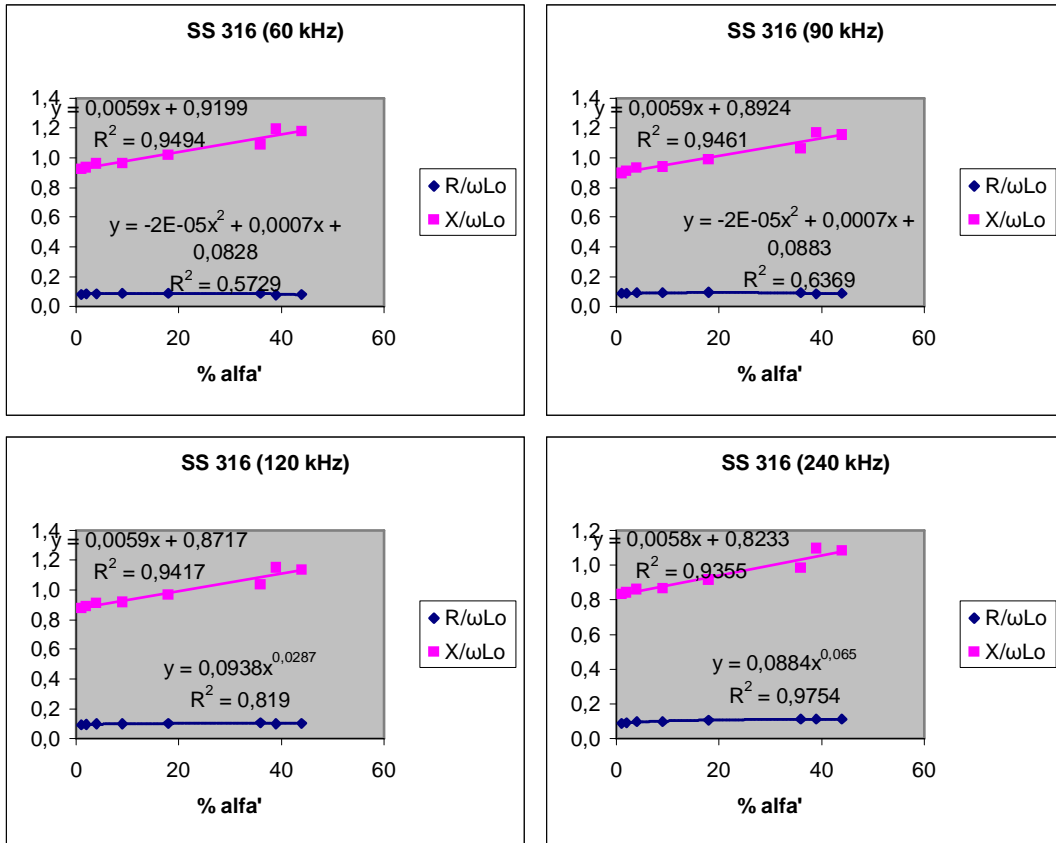 SS 316 (60 kHz)
1,4
1,2
1,0
0,8
0,6
0,4
0,2
0,0
y = 0,0059x + 0,9199
R² = 0,9494
y = -2E-05x² + 0,0007x +
0,0828
R² = 0,5729
0 20 40 60
% alfa'
R/ωLo
X/ωLo
SS 316 (90 kHz)
1,4
1,2
1,0
0,8
0,6
0,4
0,2
0,0
y = 0,0059x + 0,8924
R² = 0,9461
y = -2E-05x² + 0,0007x +
0,0883
R² = 0,6369
0 20 40 60
% alfa'
R/ωLo
X/ωLo
SS 316 (120 kHz)
1,4
1,2
1,0
0,8
0,6
0,4
0,2
0,0
y = 0,0059x + 0,8717
R² = 0,9417
y = 0,0938x^0,0287
R² = 0,819
0 20 40 60
% alfa'
R/ωLo
X/ωLo
SS 316 (240 kHz)
1,2
1,0
0,8
0,6
0,4
0,2
0,0
y = 0,0058x + 0,8233
R² = 0,9355
y = 0,0884x^0,065
R² = 0,9754
0 20 40 60
% alfa'
R/ωLo
X/ωLo